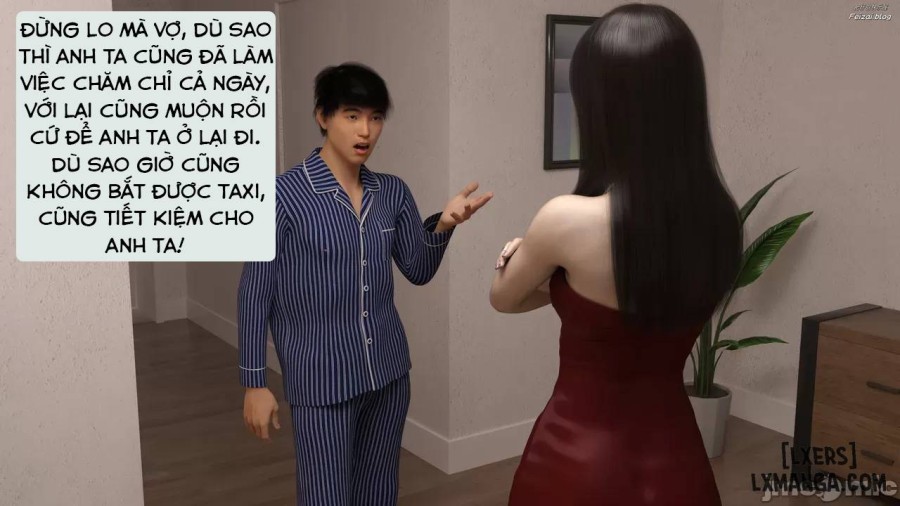 ĐỪNG LO MÀ VỢ, DÙ SAO
THÌ ANH TA CŨNG ĐÃ LÀM
VIỆC CHĂM CHỈ CẢ NGÀY,
VỚI LẠI CŨNG MUỘN RỒI
CỨ ĐỂ ANH TA Ở LẠI ĐI.
DÙ SAO GIỜ CŨNG
KHÔNG BẮT ĐƯỢC TAXI,
CŨNG TIẾT KIỆM CHO
ANH TA!
Feizai.blog
[LXERS]
LXMANGA.COM